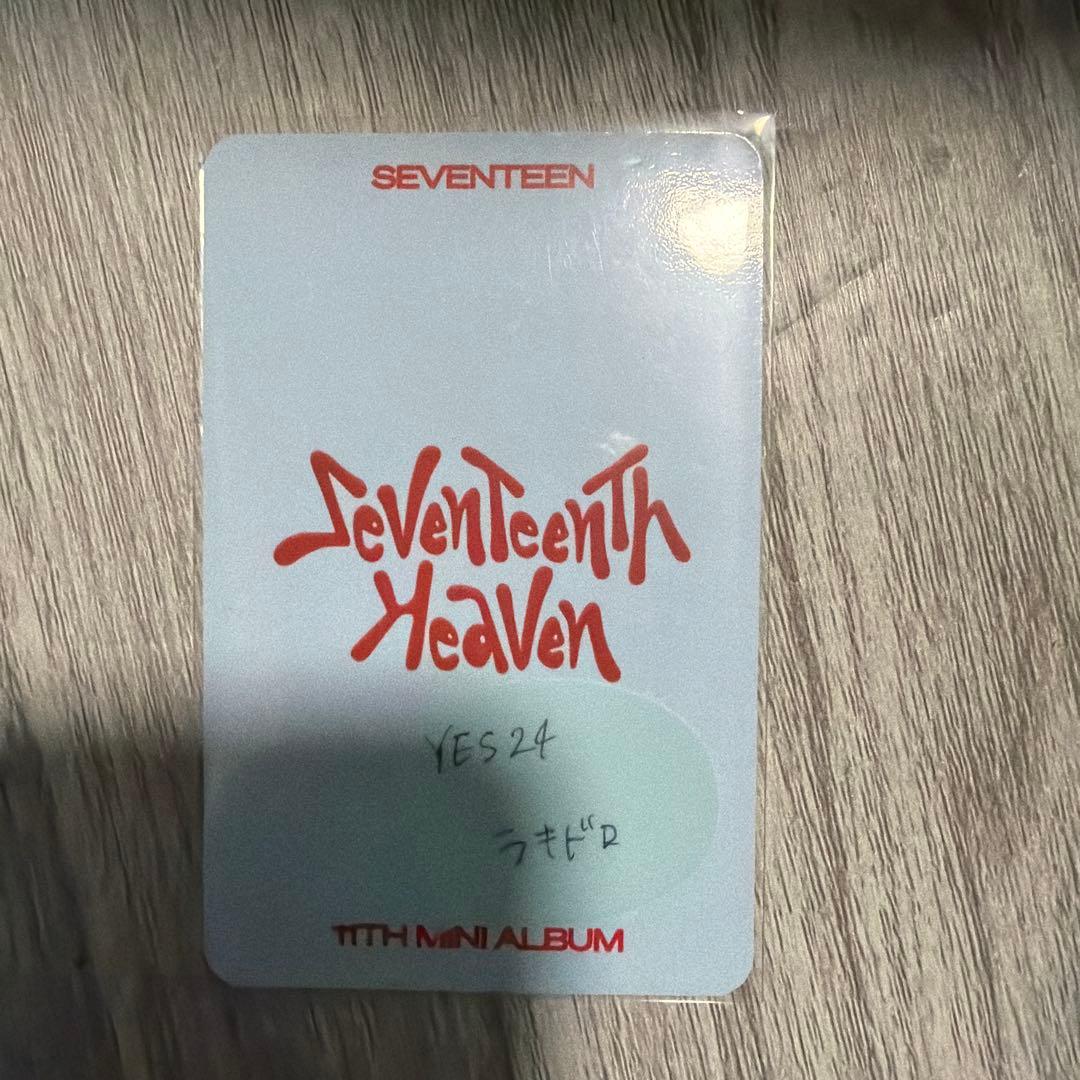 SEVENTEEN
SevenTeenTh
Heaven
YES24
ラキドロ
11TH MINI ALBUM